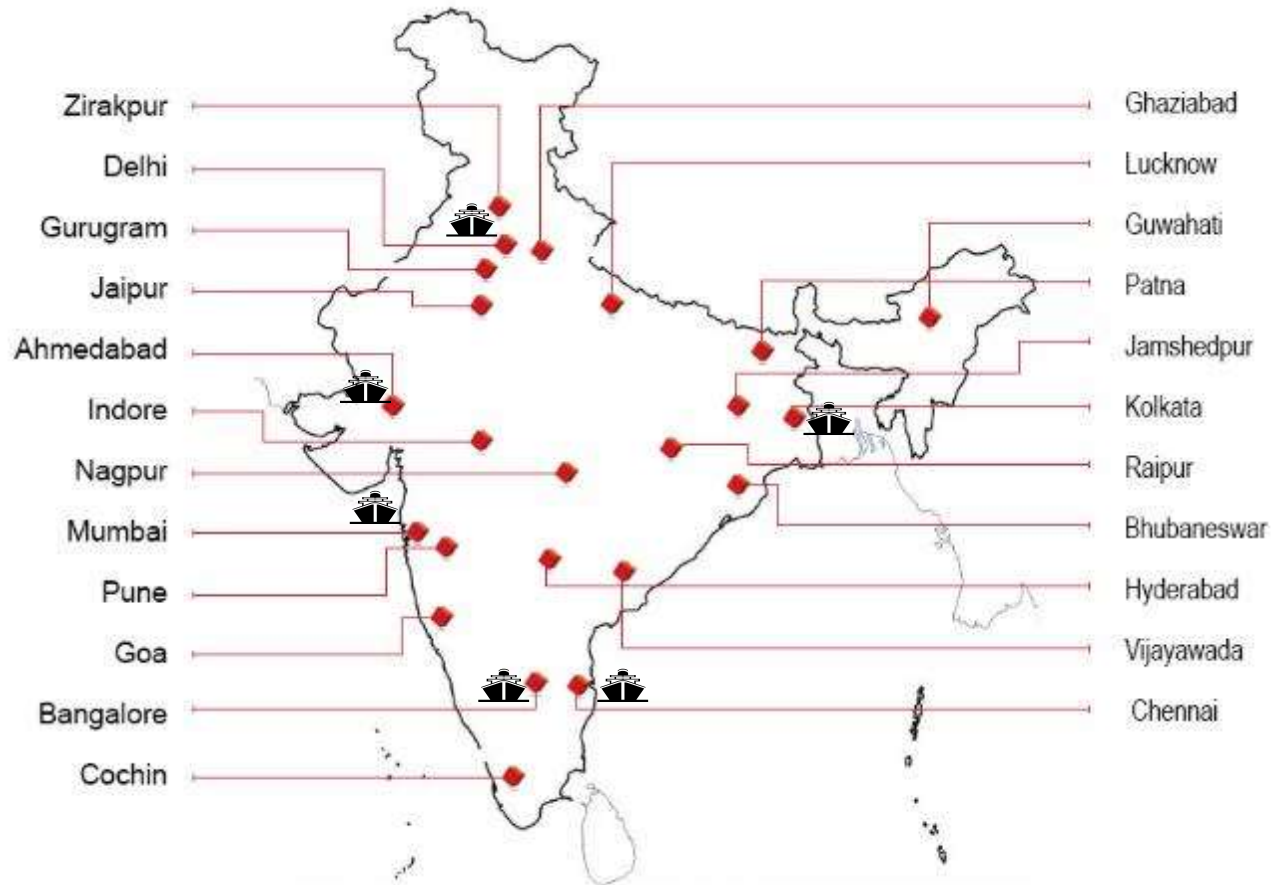 Zirakpur
Delhi
Gurugram
Jaipur
Ahmedabad
Indore
Nagpur
Mumbai
Pune
Goa
Bangalore
Cochin
Ghaziabad
Lucknow
Guwahati
Patna
Jamshedpur
Kolkata
Raipur
Bhubaneswar
Hyderabad
Vijayawada
Chennai